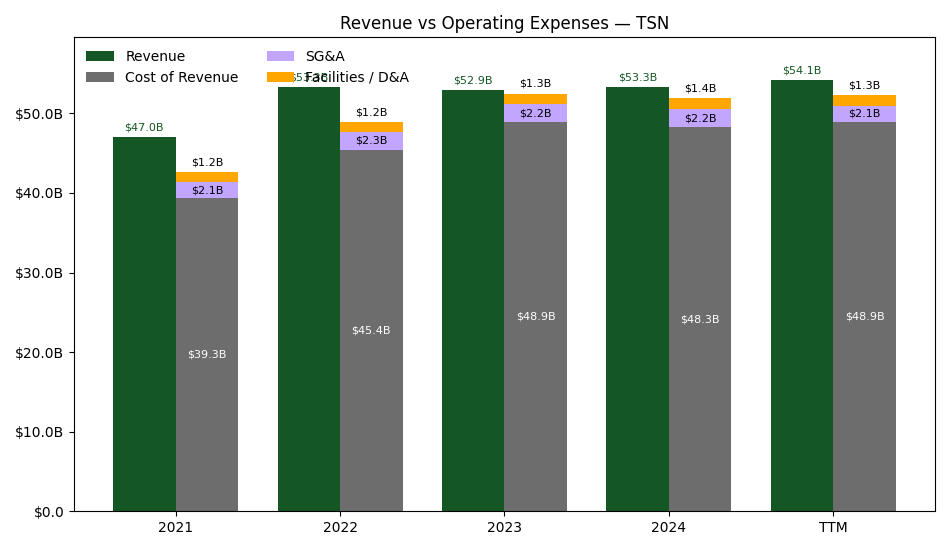 Revenue vs Operating Expenses — TSN
Revenue
Cost of Revenue
SG&A
Facilities / D&A
$50.0B
$40.0B
$30.0B
$20.0B
$10.0B
$0.0
$47.0B
$1.2B
$2.1B
$39.3B
$1.2B
$2.3B
$45.4B
$52.9B
$1.3B
$2.2B
$48.9B
$53.3B
$1.4B
$2.2B
$48.3B
$54.1B
$1.3B
$2.1B
$48.9B
2021
2022
2023
2024
TTM